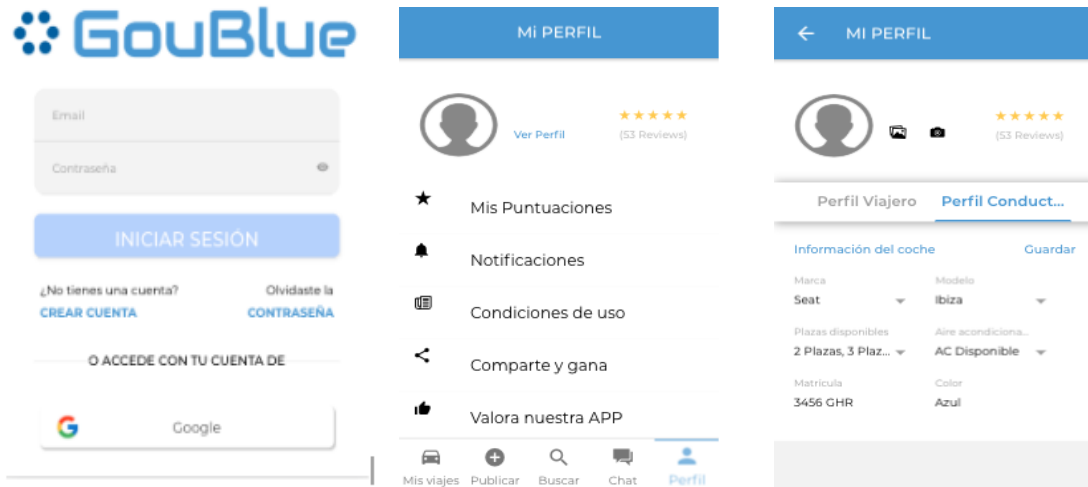 GouBlue
Email
Contraseña
INICIAR SESIÓN
¿No tienes una cuenta?
CREAR CUENTA
Olvidaste la
CONTRASEÑA
O ACCEDE CON TU CUENTA DE
Google
Mi PERFIL
Ver Perfil
(53 Reviews)
Mis Puntuaciones
Notificaciones
Condiciones de uso
Comparte y gana
Valora nuestra APP
Mis viajes Publicar Buscar Chat Perfil
MI PERFIL
(53 Reviews)
Perfil Viajero Perfil Conduct...
Información del coche Guardar
Marca Modelo
Seat Ibiza
Plazas disponibles Aire acondiciona...
2 Plazas, 3 Plaz... AC Disponible
Matrícula Color
3456 GHR Azul